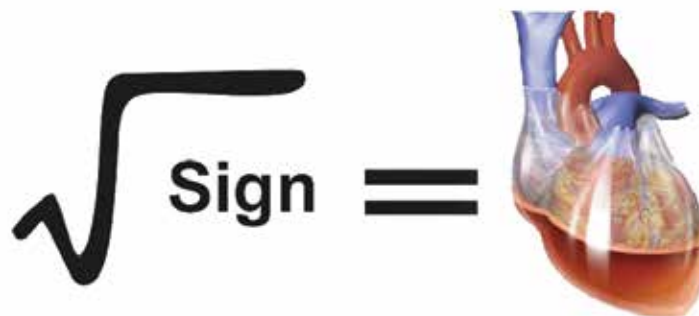 √ Sign =